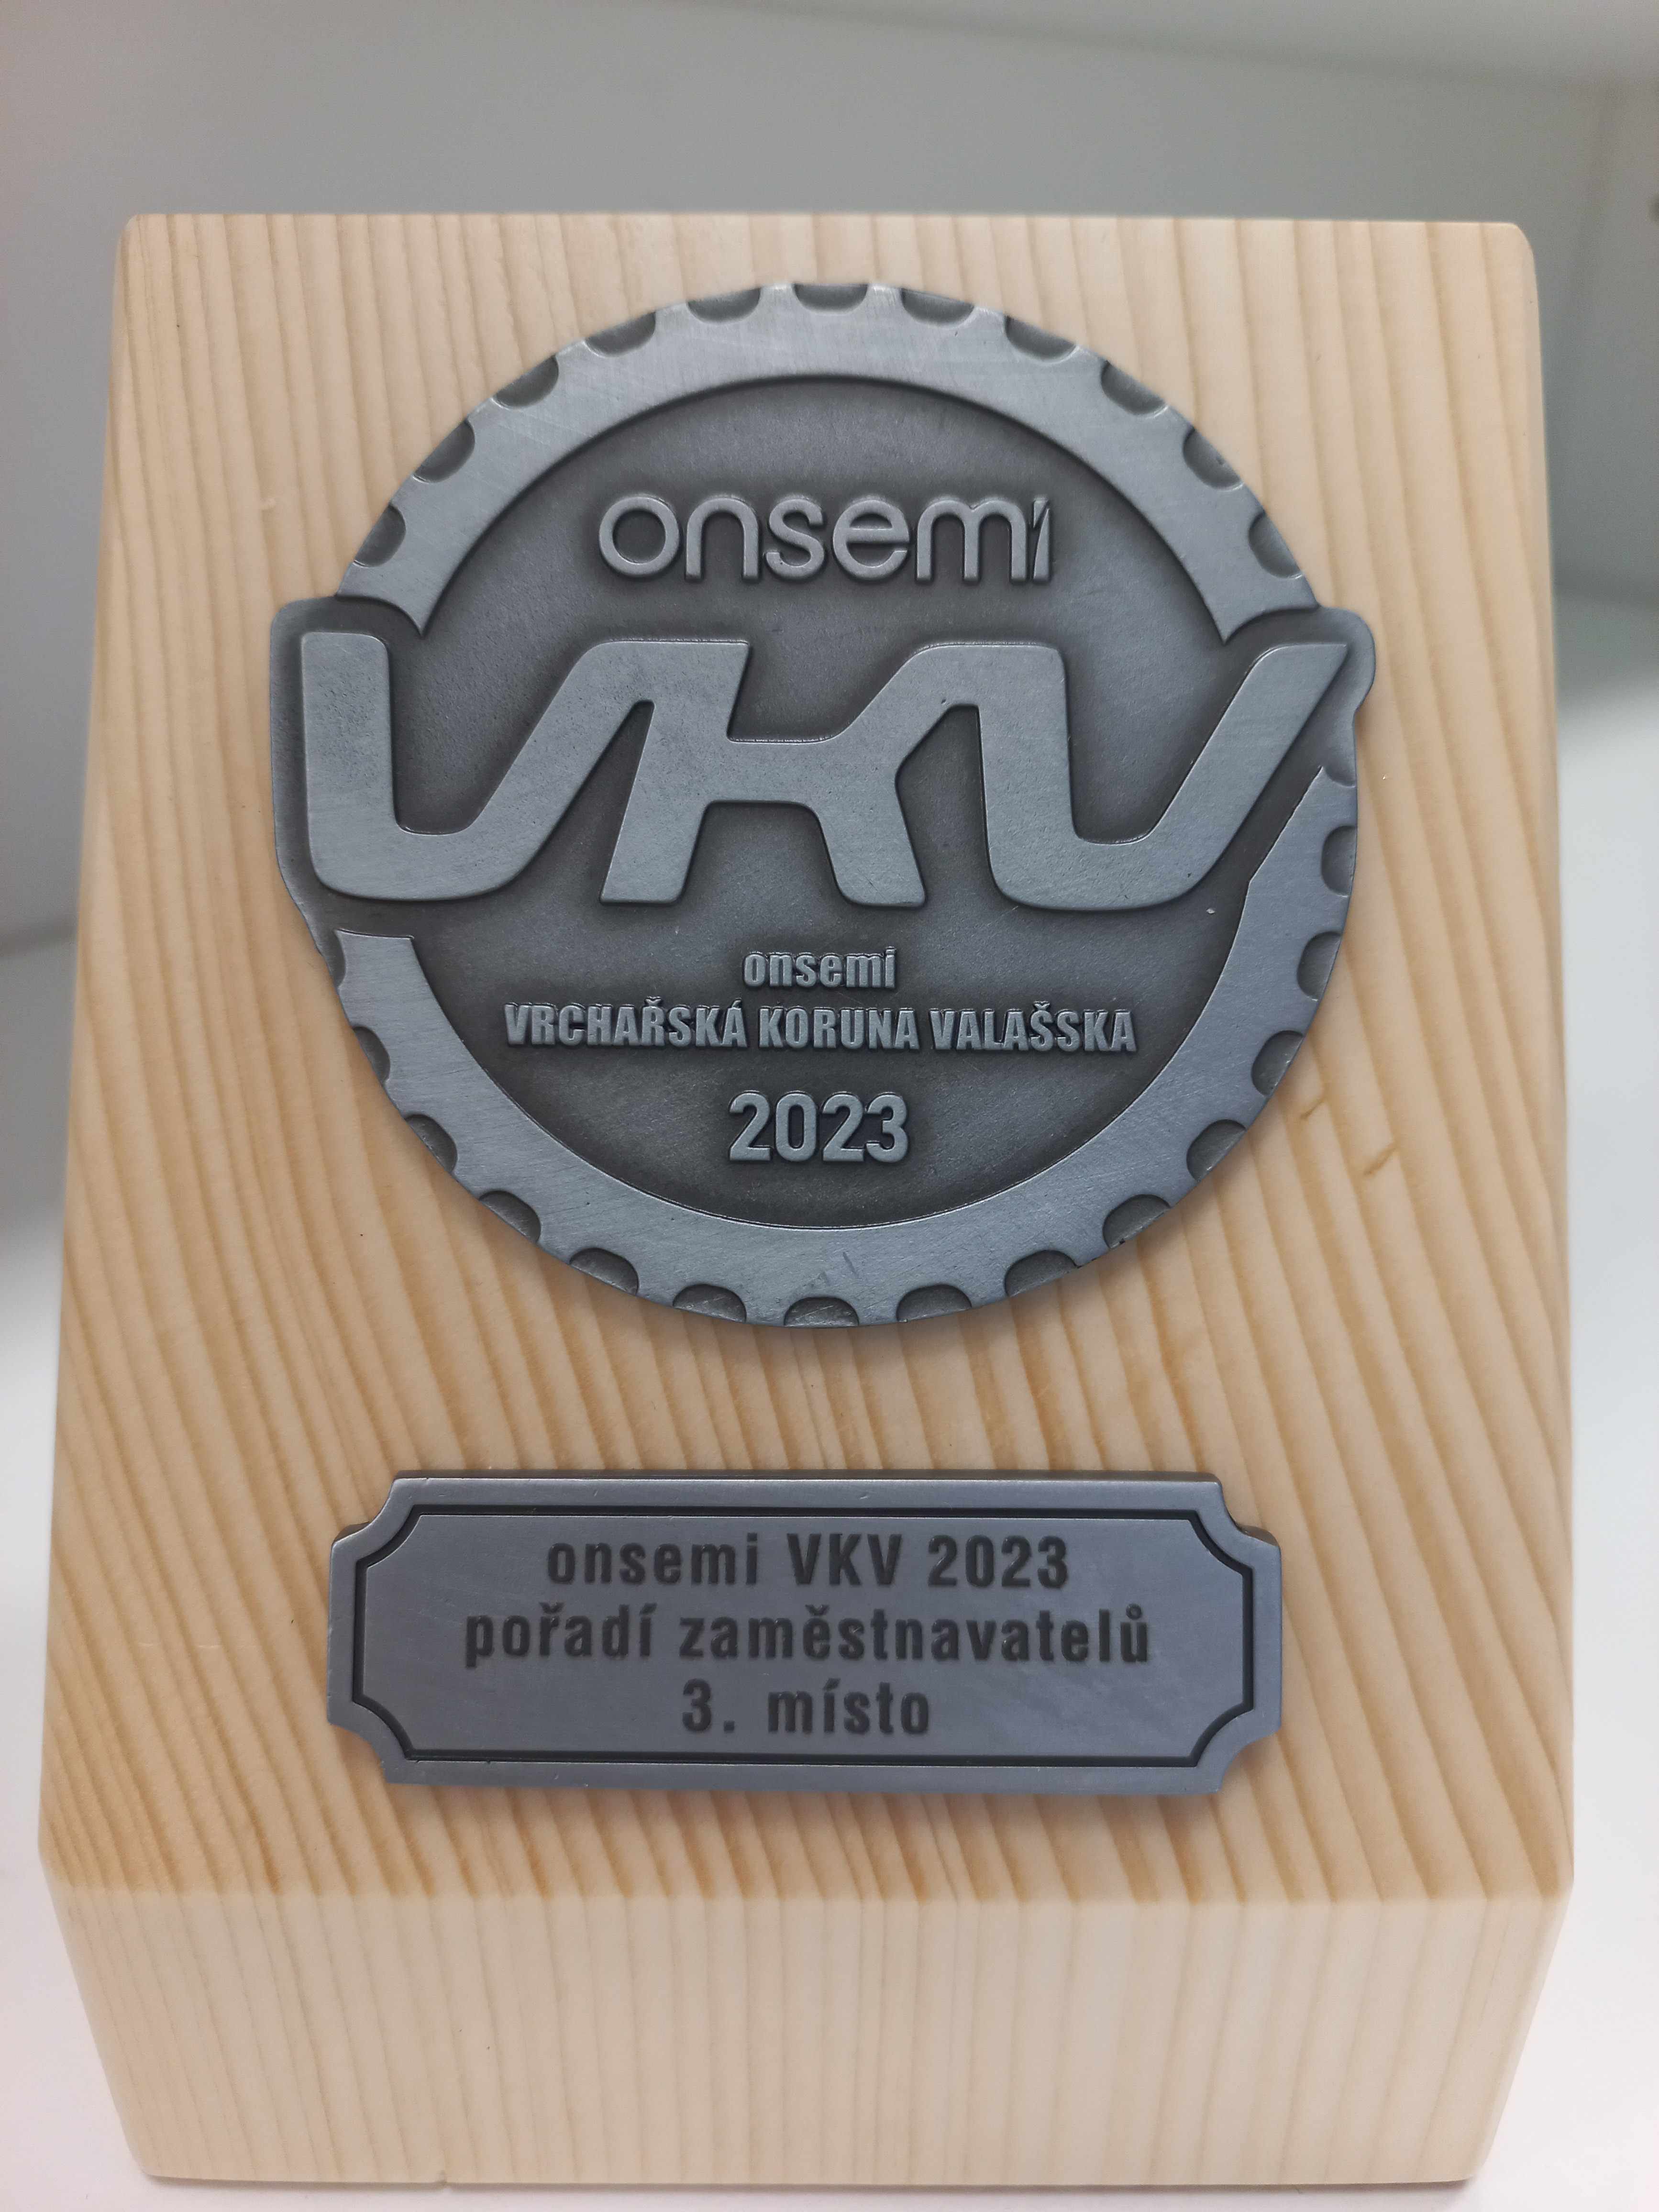 onsemi
VKV
onsemi
VRCHAŘSKÁ KORUNA VALAŠSKA
2023
onsemi VKV 2023
pořadí zaměstnavatelů
3. místo